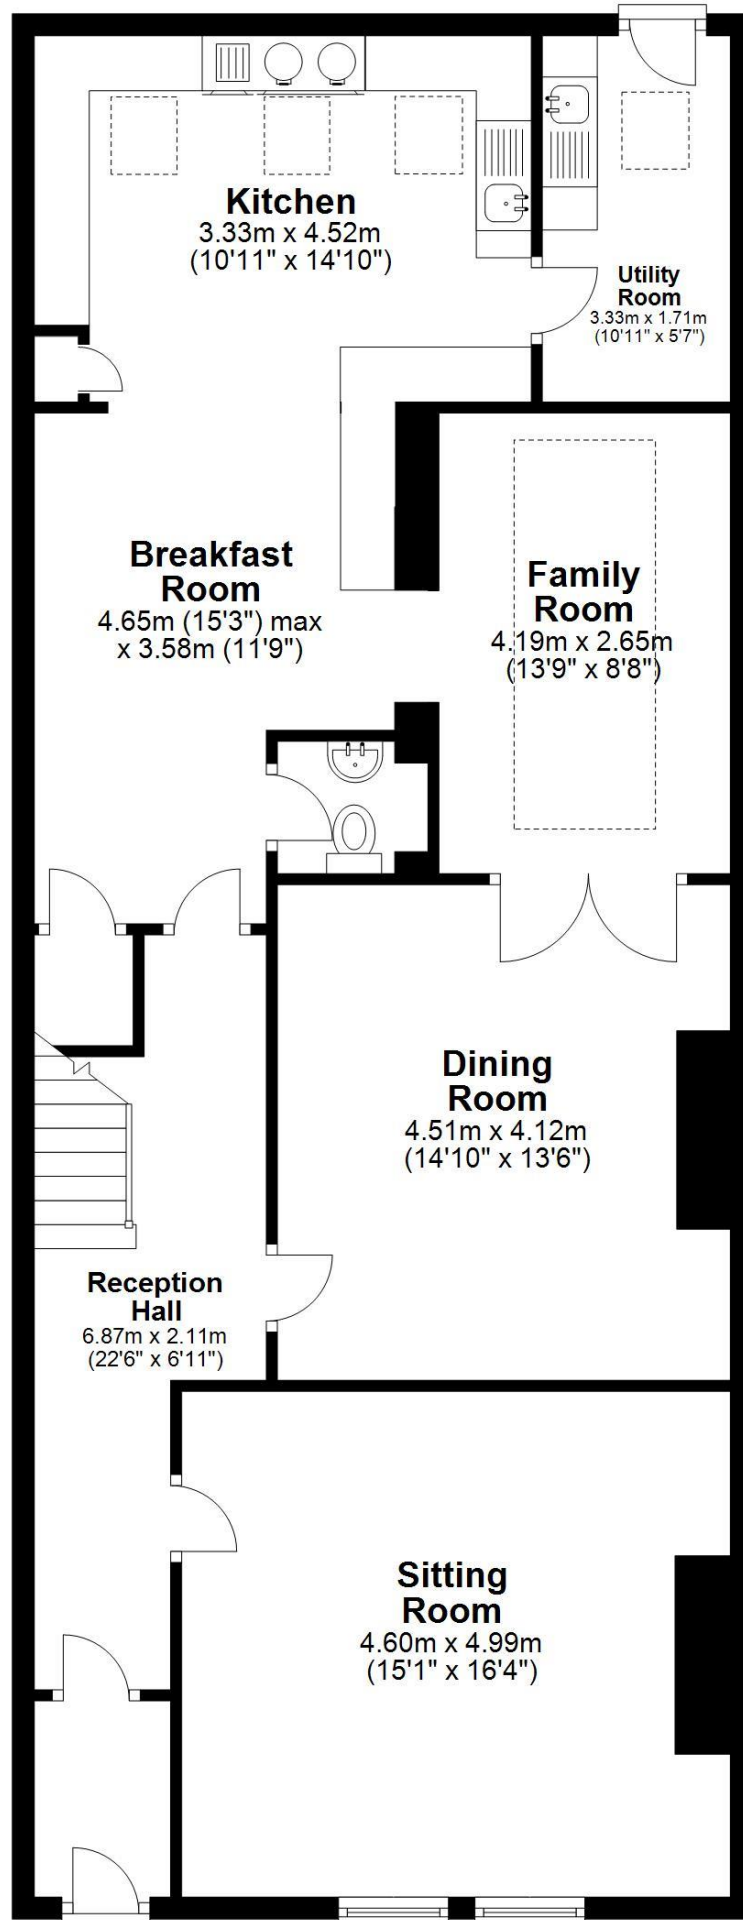 Kitchen
3.33m x 4.52m
(10'11" x 14'10")
Utility
Room
3.33m x 1.71m
(10'11" x 5'7")
Breakfast
Room
4.65m (15'3") max
x 3.58m (11'9")
Family
Room
4.19m x 2.65m
(13'9" x 8'8")
Dining
Room
4.51m x 4.12m
(14'10" x 13'6")
Reception
Hall
6.87m x 2.11m
(22'6" x 6'11")
Sitting
Room
4.60m x 4.99m
(15'1" x 16'4")